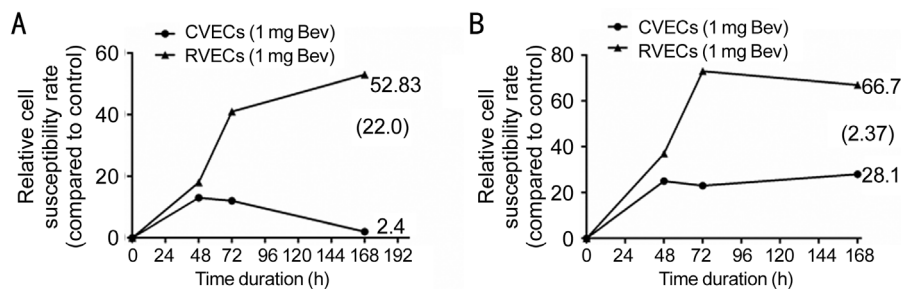 A
CVECs (1 mg Bev)
RVECs (1 mg Bev)
Relative cell
susceptibility rate
(compared to control)
60
40
20
0
52.83
(22.0)
2.4
0 24 48 72 96 120 144 168 192
Time duration (h)
B
CVECs (1 mg Bev)
RVECs (1 mg Bev)
Relative cell
susceptibility rate
(compared to control)
80
60
40
20
0
66.7
(2.37)
28.1
0 24 48 72 96 120 144 168
Time duration (h)